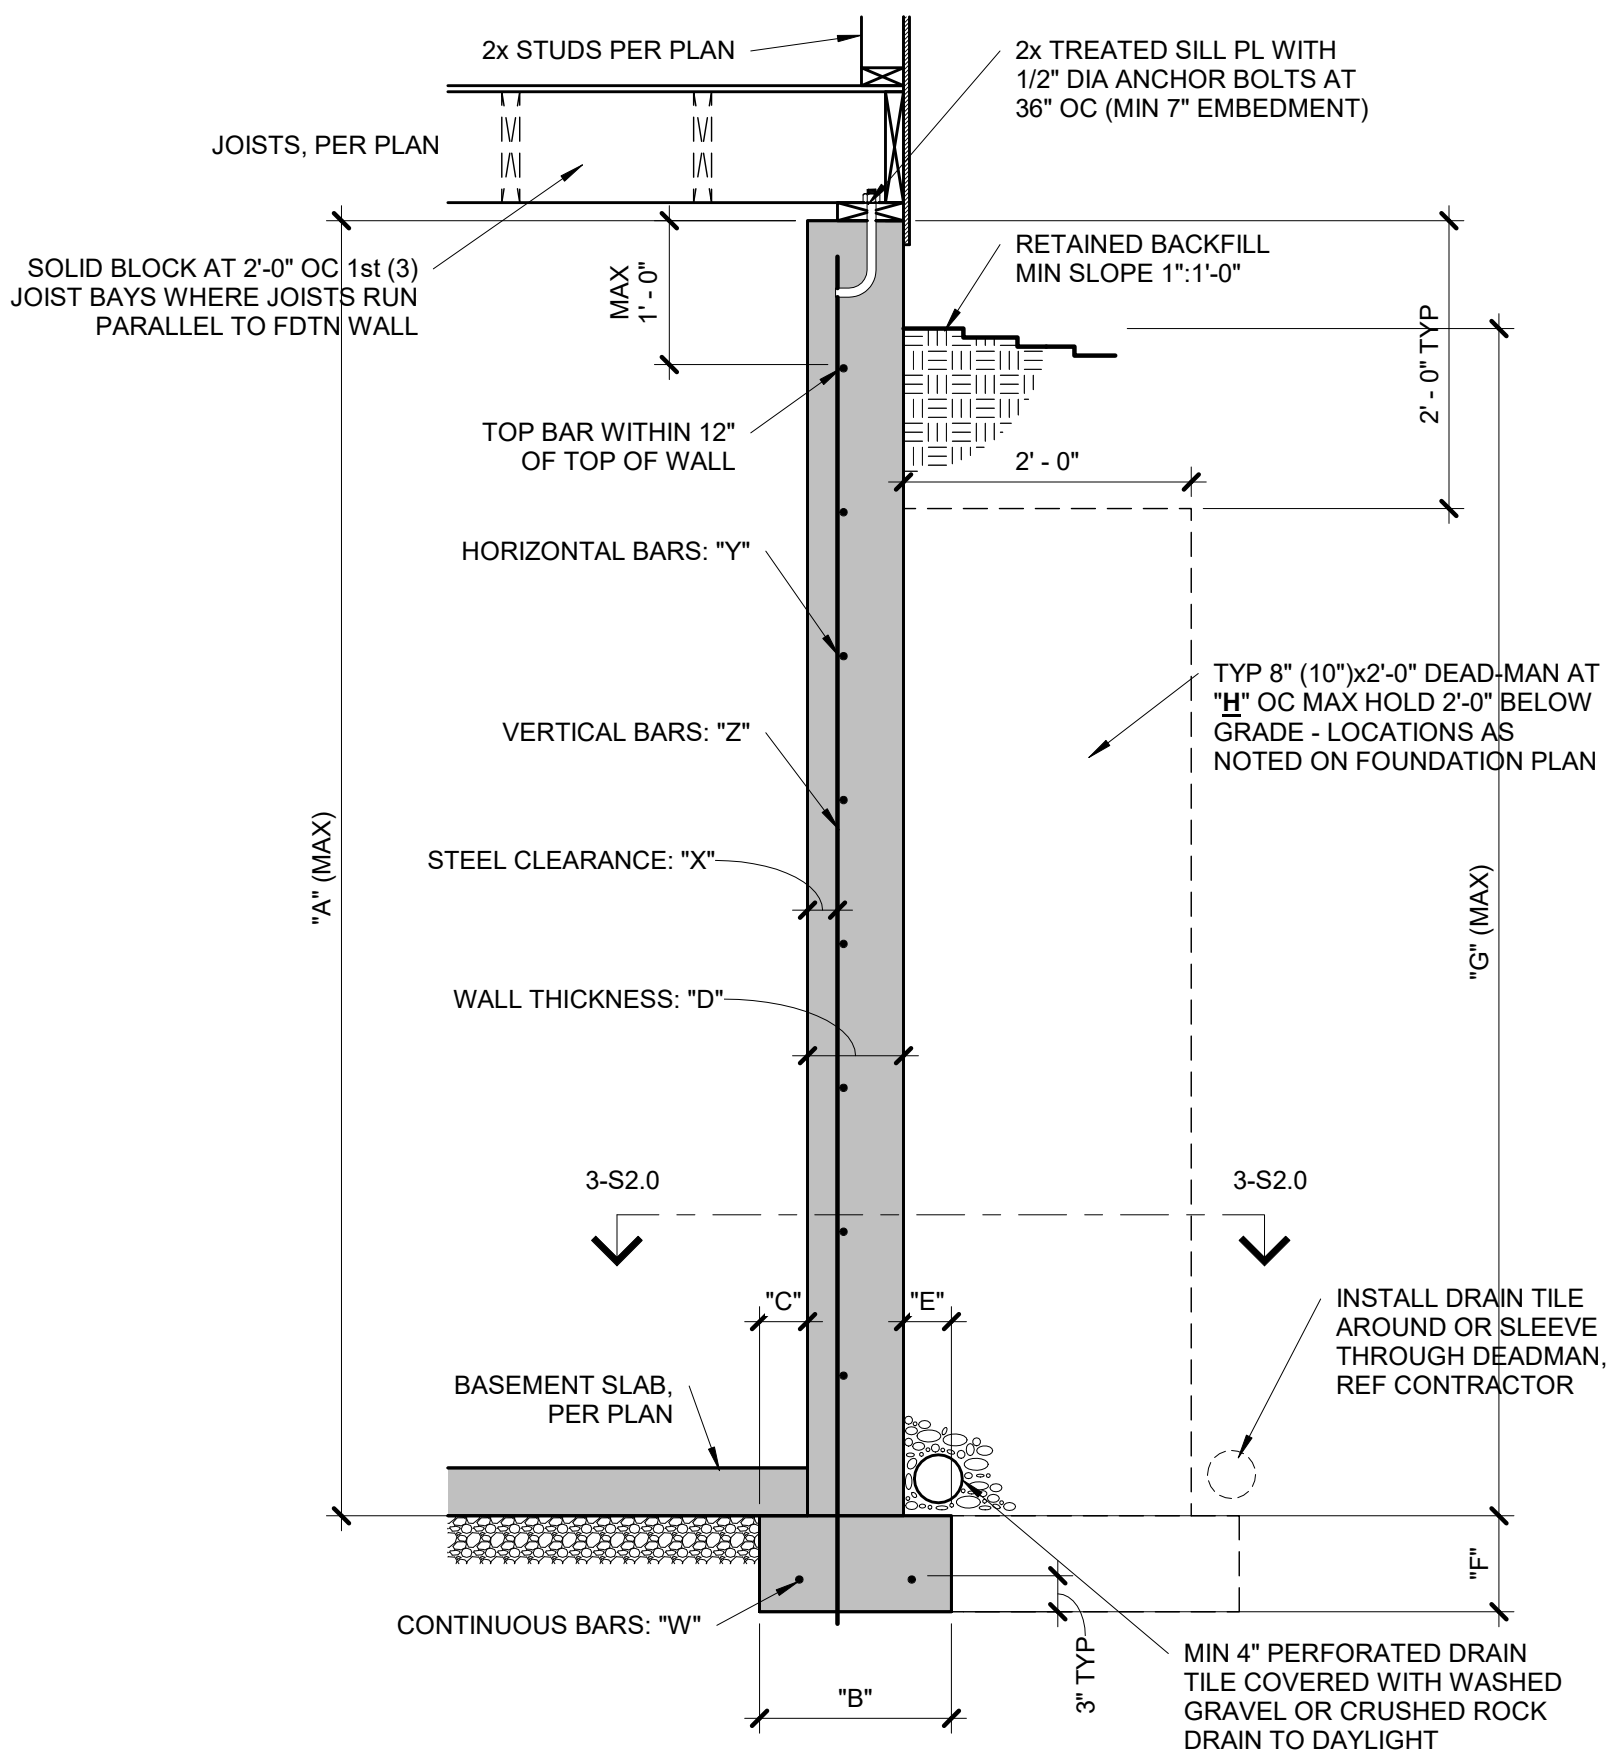 2x STUDS PER PLAN
2x TREATED SILL PL WITH
1/2" DIA ANCHOR BOLTS AT
36" OC (MIN 7" EMBEDMENT)
JOISTS, PER PLAN
SOLID BLOCK AT 2'-0" OC 1st (3)
JOIST BAYS WHERE JOISTS RUN
PARALLEL TO FDTN WALL
MAX
1' - 0"
RETAINED BACKFILL
MIN SLOPE 1":1'-0"
2' - 0" TYP
TOP BAR WITHIN 12"
OF TOP OF WALL
2' - 0"
HORIZONTAL BARS: "Y"
TYP 8" (10")x2'-0" DEAD-MAN AT
"H" OC MAX HOLD 2'-0" BELOW
GRADE - LOCATIONS AS
NOTED ON FOUNDATION PLAN
VERTICAL BARS: "Z"
"A" (MAX)
STEEL CLEARANCE: "X"
"G" (MAX)
WALL THICKNESS: "D"
3-S2.0
3-S2.0
"C"
"E"
INSTALL DRAIN TILE
AROUND OR SLEEVE
THROUGH DEADMAN,
REF CONTRACTOR
BASEMENT SLAB,
PER PLAN
"F"
CONTINUOUS BARS: "W"
3" TYP
"B"
MIN 4" PERFORATED DRAIN
TILE COVERED WITH WASHED
GRAVEL OR CRUSHED ROCK
DRAIN TO DAYLIGHT